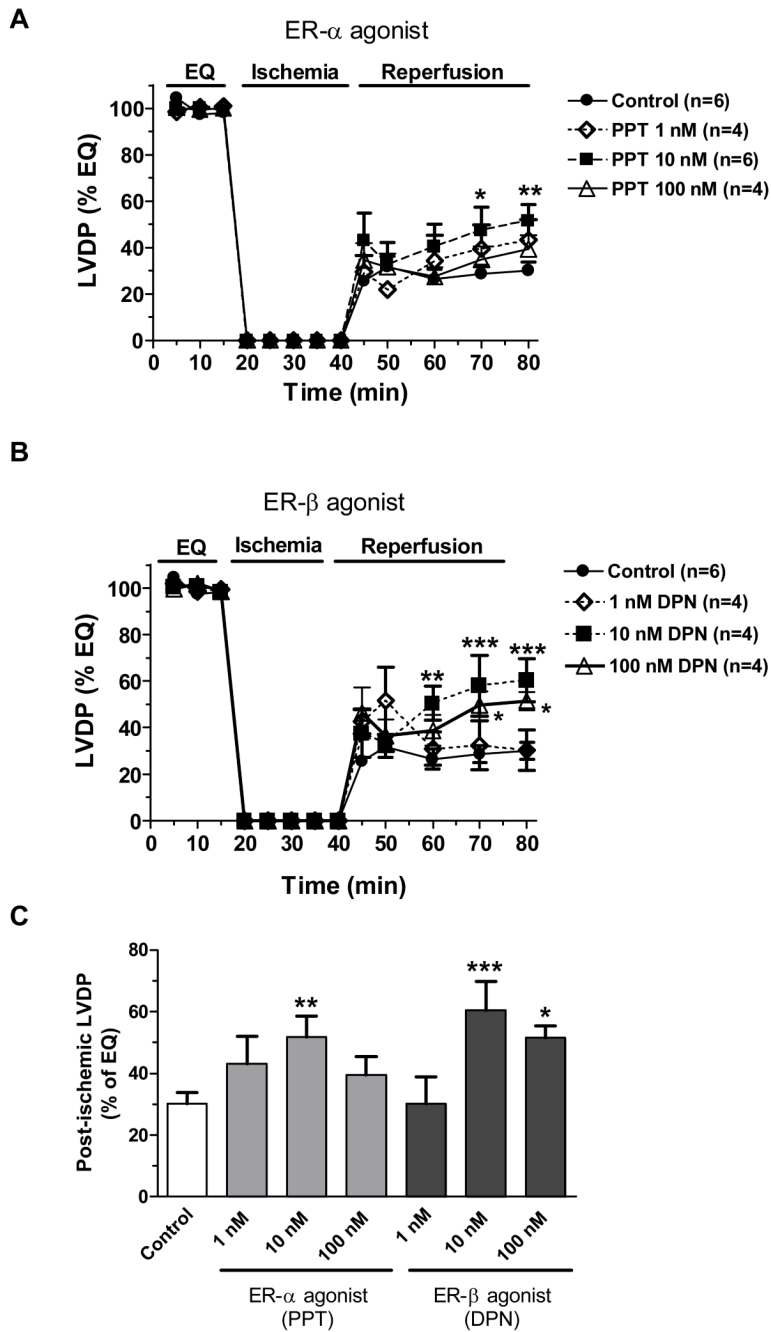 A
ER-α agonist
EQ Ischemia Reperfusion
LVDP (% EQ)
100
80
60
40
20
0
* **
0 10 20 30 40 50 60 70 80
Time (min)
Control (n=6)
PPT 1 nM (n=4)
PPT 10 nM (n=6)
PPT 100 nM (n=4)
B
ER-β agonist
EQ Ischemia Reperfusion
LVDP (% EQ)
100
80
60
40
20
0
** *** ***
* *
0 10 20 30 40 50 60 70 80
Time (min)
Control (n=6)
1 nM DPN (n=4)
10 nM DPN (n=4)
100 nM DPN (n=4)
C
Post-ischemic LVDP
(% of EQ)
80
60
40
20
0
** *** *
Control 1 nM 10 nM 100 nM 1 nM 10 nM 100 nM
ER-α agonist
(PPT)
ER-β agonist
(DPN)